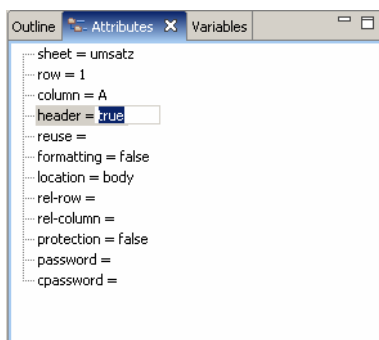 Outline Attributes Variables
sheet = umsatz
row = 1
column = A
header = true
reuse =
formatting = false
location = body
rel-row =
rel-column =
protection = false
password =
cpassword =